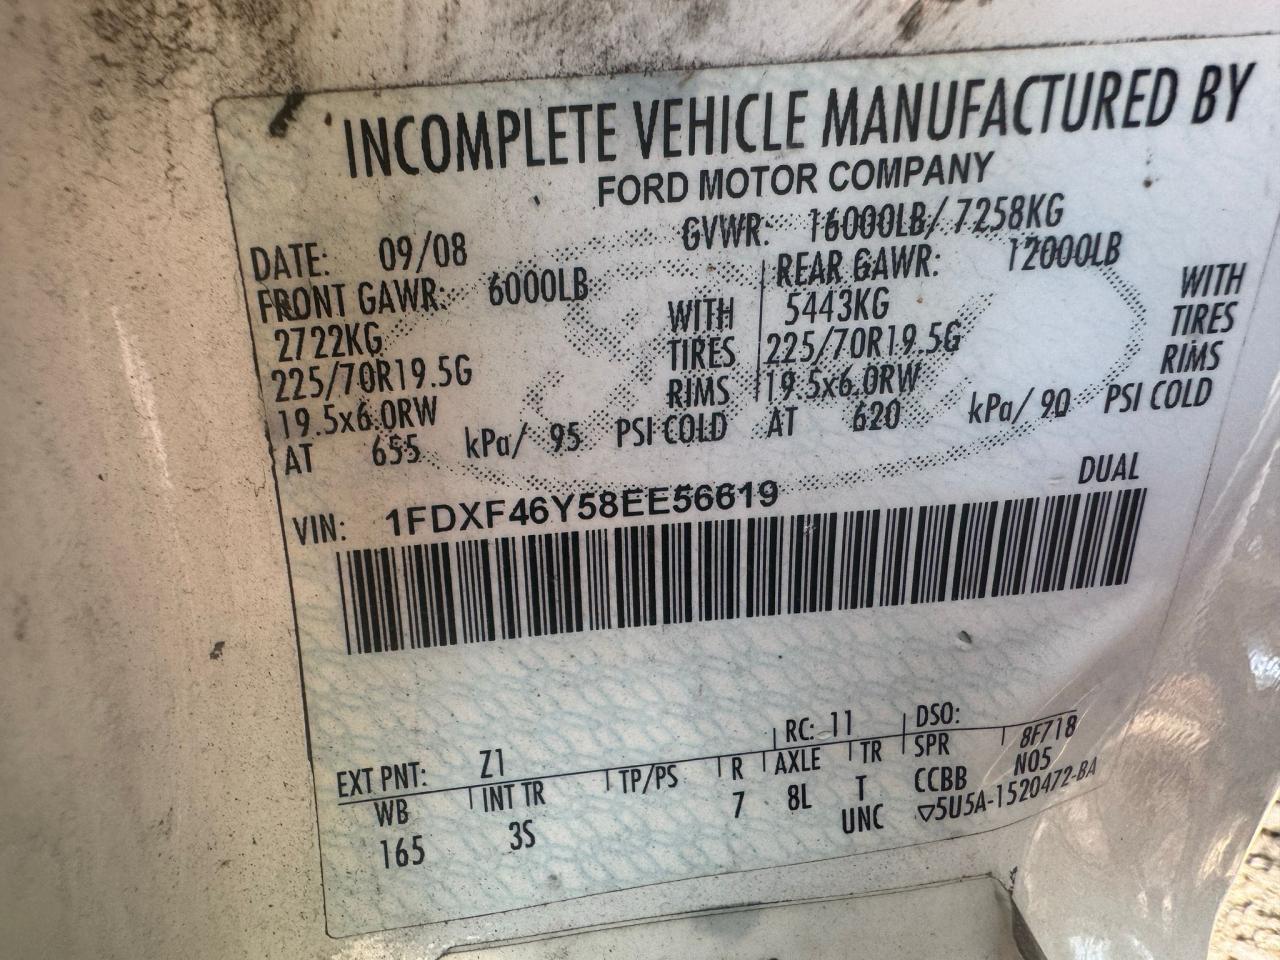 INCOMPLETE VEHICLE MANUFACTURED BY
FORD MOTOR COMPANY
DATE: 09/08 GVWR: 16000LB/ 7258KG
FRONT GAWR: 6000LB REAR GAWR: 12000LB
2722KG WITH 5443KG WITH
225/70R19.5G TIRES 225/70R19.5G TIRES
19.5x6.0RW RIMS 19.5x6.0RW RIMS
AT 655 kPa/ 95 PSI COLD AT 620 kPa/ 90 PSI COLD
VIN: 1FDXF46Y58EE56619 DUAL
EXT PNT: Z1 RC: 11 DSO:
WB INT TR TP/PS R AXLE TR SPR 8F718
165 3S 7 8L T CCBB N05
UNC ▽5U5A-1520472-BA